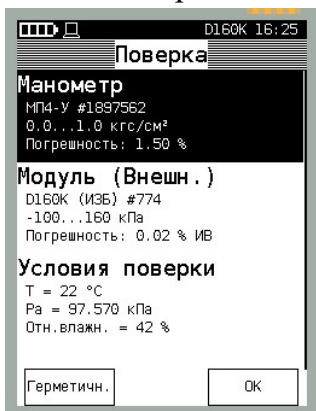 D160K 16:25
Поверка
Манометр
МП4-У #1897562
0.0...1.0 кгс/см²
Погрешность: 1.50 %
Модуль (Внешн.)
D160K (ИЗБ) #774
-100...160 кПа
Погрешность: 0.02 % ИВ
Условия поверки
T = 22 °C
Pa = 97.570 кПа
Отн.влажн. = 42 %
Герметичн.
OK